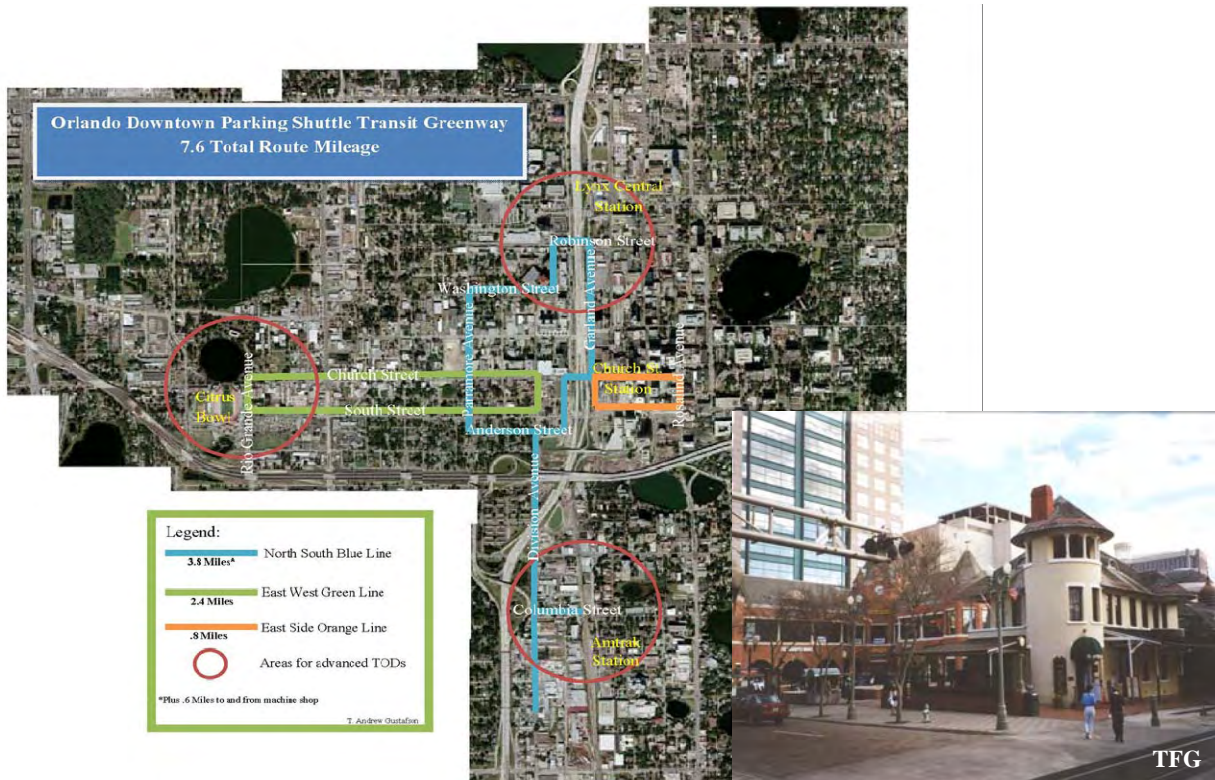 Orlando Downtown Parking Shuttle Transit Greenway
7.6 Total Route Mileage
Lynx Central
Station
Robinson Street
Washington Street
Garland Avenue
Parramore Avenue
Church St.
Station
Rosalind Avenue
Church Street
Citrus
Bowl
Rio Grande Avenue
South Street
Anderson Street
Division Avenue
Columbia Street
Amtrak
Station
Legend:
North South Blue Line
3.8 Miles*
East West Green Line
2.4 Miles
East Side Orange Line
.8 Miles
Areas for advanced TODs
*Plus .6 Miles to and from machine shop
T. Andrew Gustafson
TFG